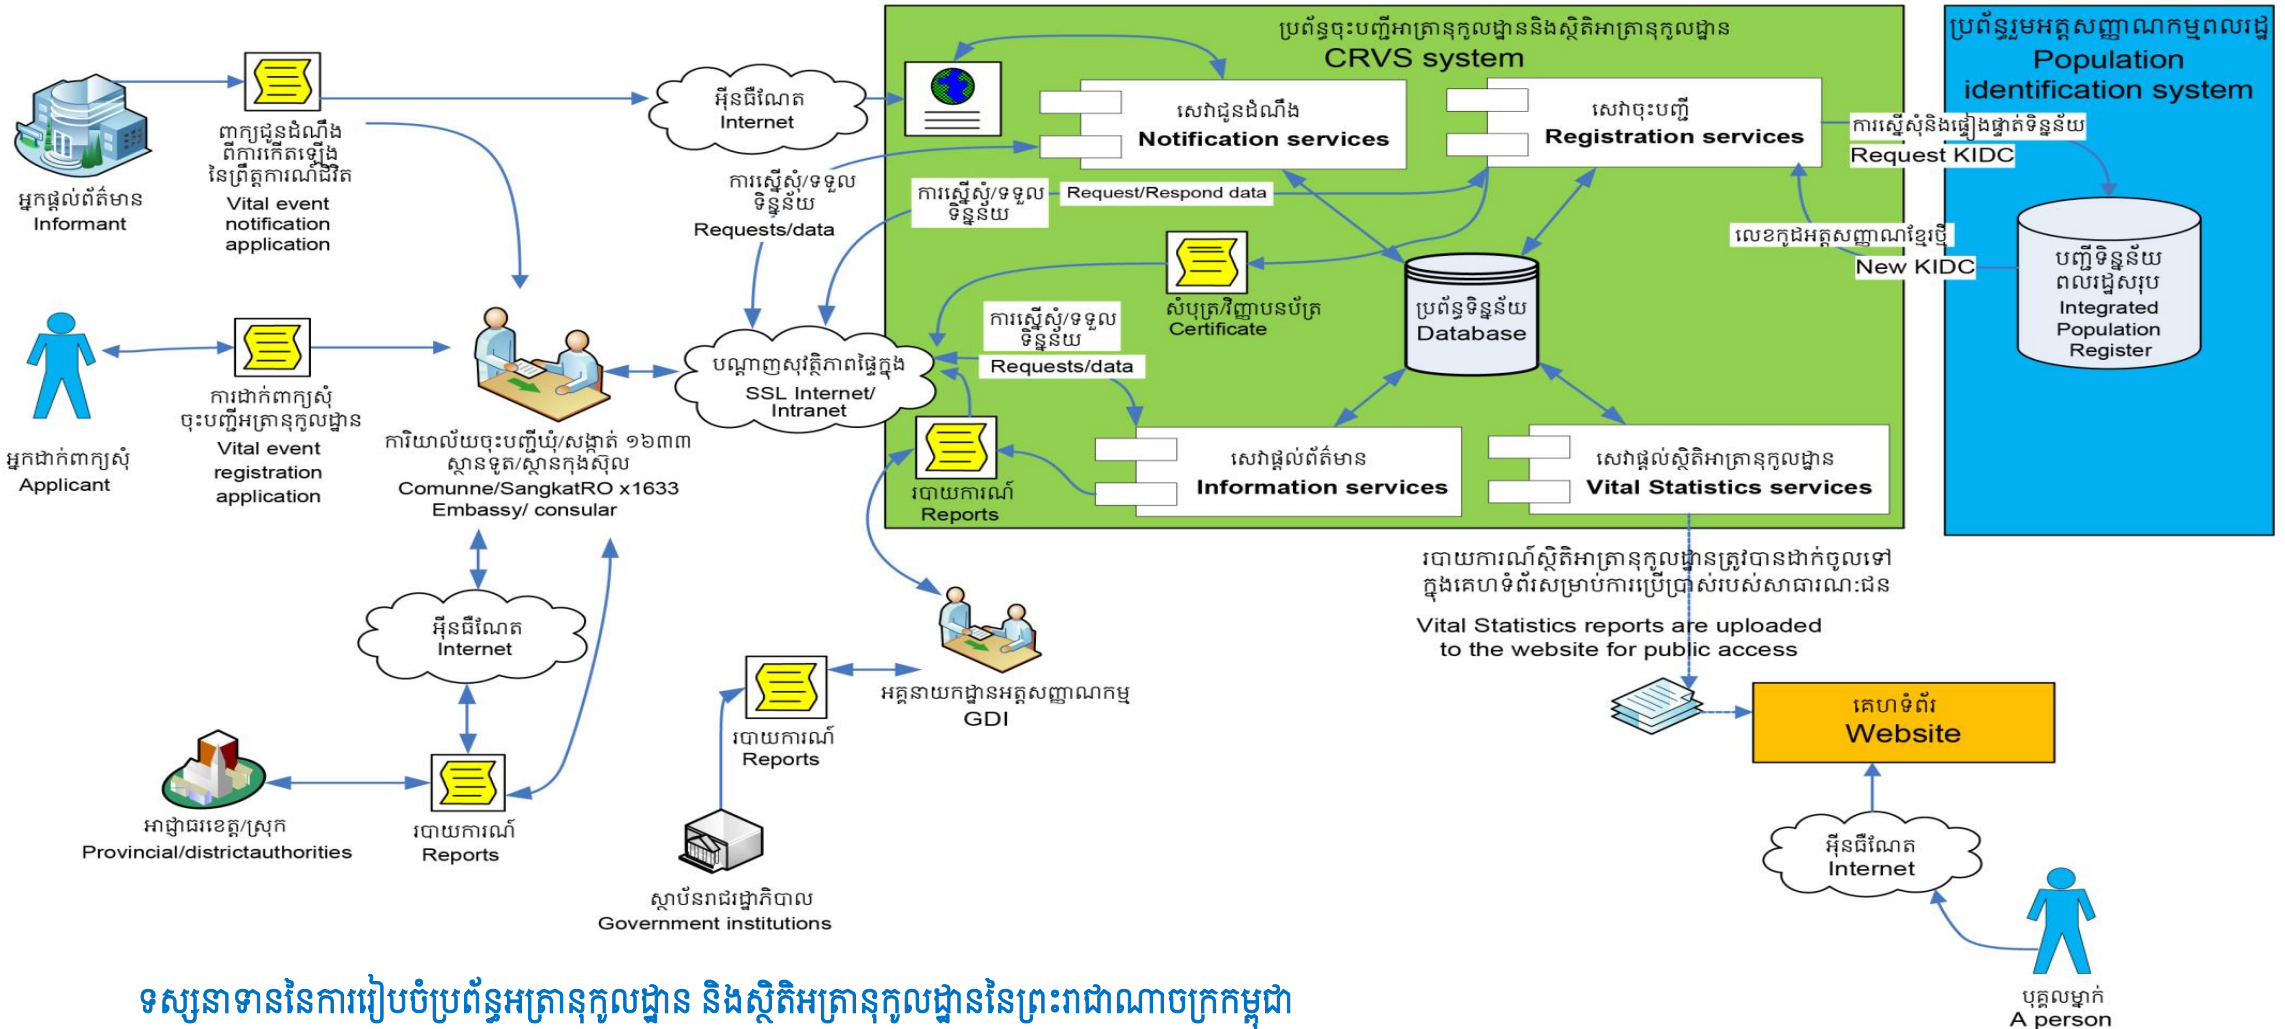 ប្រព័ន្ធចុះបញ្ជីអាត្រានុកូលដ្ឋាននិងស្ថិតិអាត្រានុកូលដ្ឋាន
CRVS system
ប្រព័ន្ធរួមអត្តសញ្ញាណកម្មពលរដ្ឋ
Population
identification system
អ្នកផ្តល់ព័ត៌មាន
Informant
ពាក្យជូនដំណឹង
ពីការកើតឡើង
នៃព្រឹត្តការណ៍ជីវិត
Vital event
notification
application
អ៊ីនធឺណែត
Internet
សេវាជូនដំណឹង
Notification services
សេវាចុះបញ្ជី
Registration services
ការស្នើសុំនិងផ្ទៀងផ្ទាត់ទិន្នន័យ
Request KIDC
ការស្នើសុំ/ទទួល
ទិន្នន័យ
Requests/data
ការស្នើសុំ/ទទួល
ទិន្នន័យ
Request/Respond data
លេខកូដអត្តសញ្ញាណខ្មែរថ្មី
New KIDC
បញ្ជីទិន្នន័យ
ពលរដ្ឋសរុប
Integrated
Population
Register
សំបុត្រ/វិញ្ញាបនប័ត្រ
Certificate
ប្រព័ន្ធទិន្នន័យ
Database
អ្នកដាក់ពាក្យសុំ
Applicant
ការដាក់ពាក្យសុំ
ចុះបញ្ជីអត្រានុកូលដ្ឋាន
Vital event
registration
application
ការិយាល័យចុះបញ្ជីឃុំ/សង្កាត់ ១៦៣៣
ស្ថានទូត/ស្ថានកុងស៊ុល
Comunne/SangkatRO x1633
Embassy/ consular
បណ្តាញសុវត្ថិភាពផ្ទៃក្នុង
SSL Internet/
Intranet
ការស្នើសុំ/ទទួល
ទិន្នន័យ
Requests/data
របាយការណ៍
Reports
សេវាផ្តល់ព័ត៌មាន
Information services
សេវាផ្តល់ស្ថិតិអាត្រានុកូលដ្ឋាន
Vital Statistics services
របាយការណ៍ស្ថិតិអាត្រានុកូលដ្ឋានត្រូវបានដាក់ចូលទៅ
ក្នុងគេហទំព័រសម្រាប់ការប្រើប្រាស់របស់សាធារណៈជន
Vital Statistics reports are uploaded
to the website for public access
អ៊ីនធឺណែត
Internet
អគ្គនាយកដ្ឋានអត្តសញ្ញាណកម្ម
GDI
របាយការណ៍
Reports
គេហទំព័រ
Website
អាជ្ញាធរខេត្ត/ស្រុក
Provincial/districtauthorities
របាយការណ៍
Reports
ស្ថាប័នរាជរដ្ឋាភិបាល
Government institutions
អ៊ីនធឺណែត
Internet
បុគ្គលម្នាក់
A person
ទស្សនាទាននៃការរៀបចំប្រព័ន្ធអត្រានុកូលដ្ឋាន និងស្ថិតិអត្រានុកូលដ្ឋាននៃព្រះរាជាណាចក្រកម្ពុជា